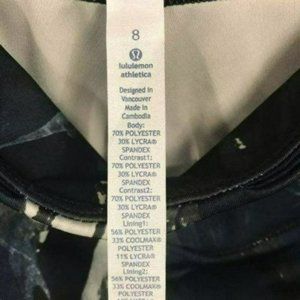 8
lululemon
athletica
Designed in
Vancouver
Made in
Cambodia
Body:
70% POLYESTER
30% LYCRA®
SPANDEX
Contrast1:
70% POLYESTER
30% LYCRA®
SPANDEX
Contrast2:
70% POLYESTER
30% LYCRA®
SPANDEX
Lining1:
56% POLYESTER
33% COOLMAX®
POLYESTER
11% LYCRA®
SPANDEX
Lining2:
56% POLYESTER
33% COOLMAX®
POLYESTER